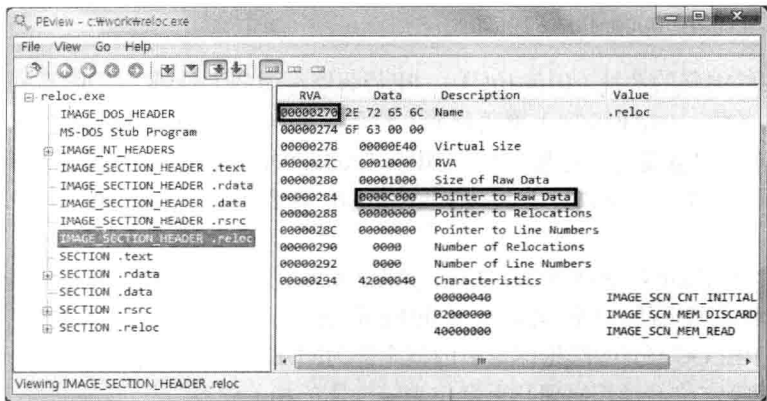 PEview - c:₩work₩reloc.exe
File View Go Help
reloc.exe
IMAGE_DOS_HEADER
MS-DOS Stub Program
IMAGE_NT_HEADERS
IMAGE_SECTION_HEADER .text
IMAGE_SECTION_HEADER .rdata
IMAGE_SECTION_HEADER .data
IMAGE_SECTION_HEADER .rsrc
IMAGE_SECTION_HEADER .reloc
SECTION .text
SECTION .rdata
SECTION .data
SECTION .rsrc
SECTION .reloc
RVA Data Description Value
00000270 2E 72 65 6C Name .reloc
00000274 6F 63 00 00
00000278 00000E40 Virtual Size
0000027C 00010000 RVA
00000280 00001000 Size of Raw Data
00000284 0000C000 Pointer to Raw Data
00000288 00000000 Pointer to Relocations
0000028C 00000000 Pointer to Line Numbers
00000290 0000 Number of Relocations
00000292 0000 Number of Line Numbers
00000294 42000040 Characteristics
00000040 IMAGE_SCN_CNT_INITIAL
02000000 IMAGE_SCN_MEM_DISCARD
40000000 IMAGE_SCN_MEM_READ
Viewing IMAGE_SECTION_HEADER .reloc